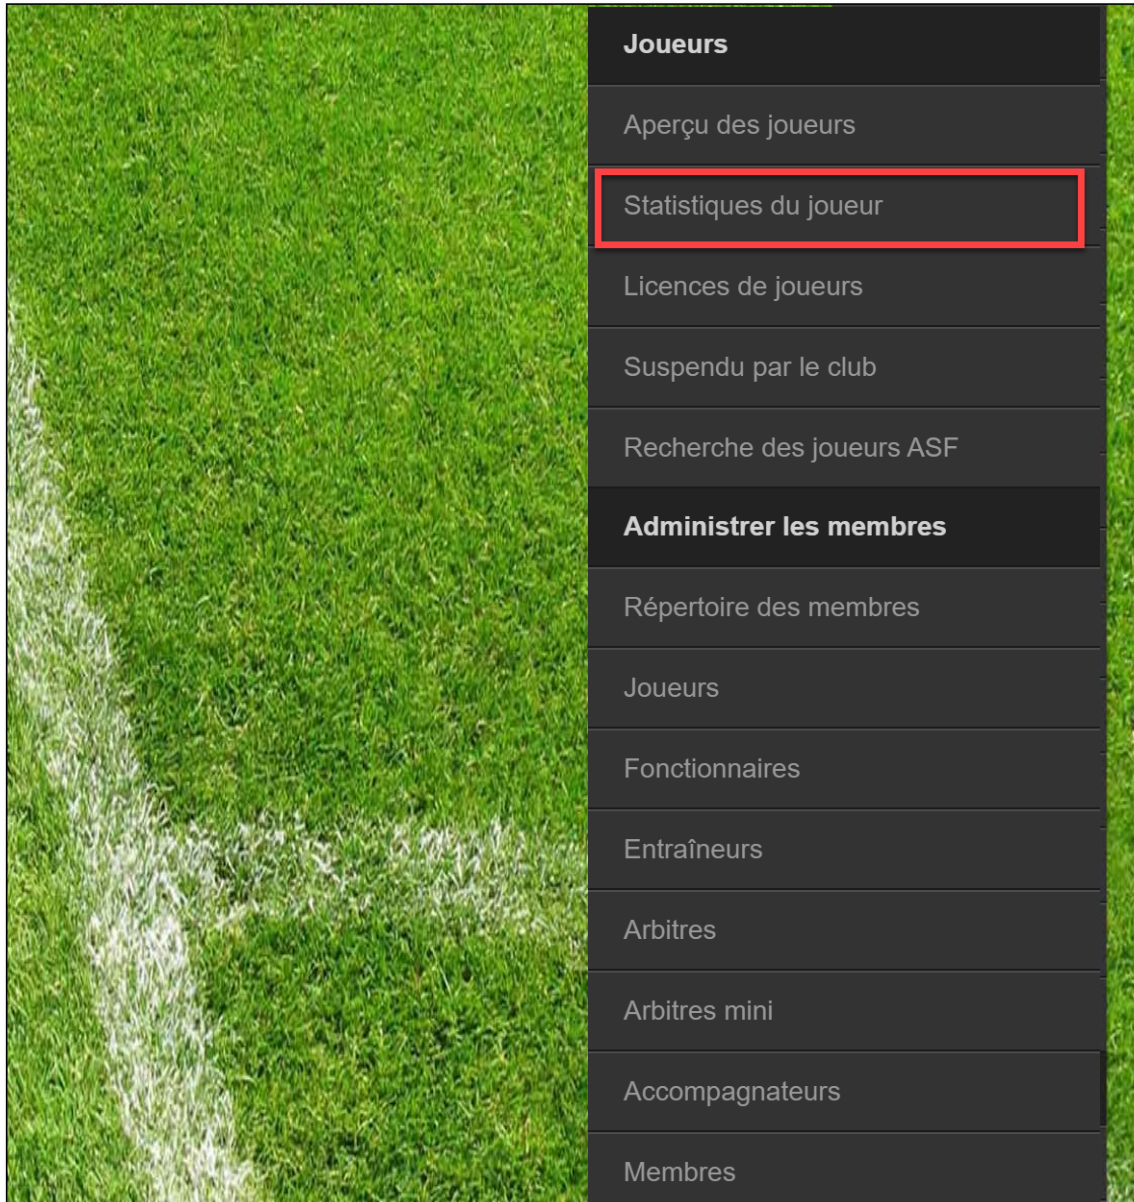 Joueurs
Aperçu des joueurs
Statistiques du joueur
Licences de joueurs
Suspendu par le club
Recherche des joueurs ASF
Administrer les membres
Répertoire des membres
Joueurs
Fonctionnaires
Entraîneurs
Arbitres
Arbitres mini
Accompagnateurs
Membres